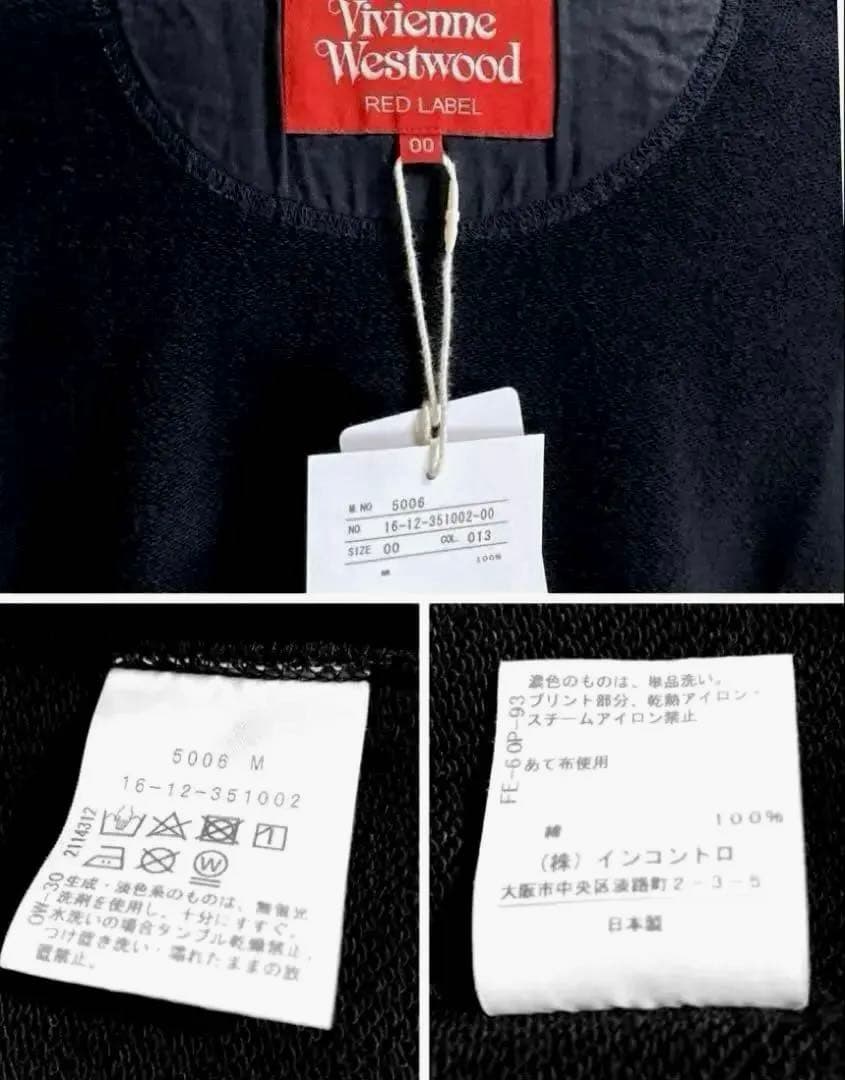 Vivienne
Westwood
RED LABEL
00
M NO 5006
NO 16-12-351002-00
SIZE 00 COL. 013
綿 100%
5006 M
16-12-351002
2114312
OW-30
生成・淡色系のものは、無蛍光
洗剤を使用し、十分にすすぐ。
水洗いの場合タンブル乾燥禁止。
つけ置き洗い・濡れたままの放
置禁止。
濃色のものは、単品洗い。
プリント部分、乾熱アイロン・
スチームアイロン禁止
あて布使用
FE-6 OP-93
綿 100%
(株) インコントロ
大阪市中央区淡路町2-3-5
日本製